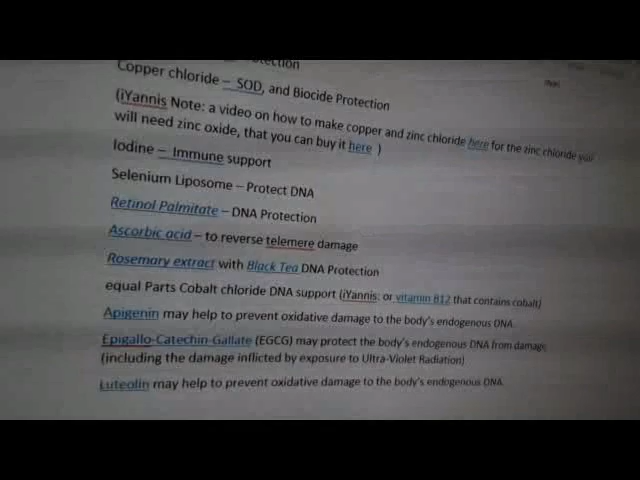 Copper chloride – SOD, and Biocide Protection
(iYannis Note: a video on how to make copper and zinc chloride here for the zinc chloride you
will need zinc oxide, that you can buy it here )
Iodine – Immune support
Selenium Liposome – Protect DNA
Retinol Palmitate – DNA Protection
Ascorbic acid – to reverse telemere damage
Rosemary extract with Black Tea DNA Protection
equal Parts Cobalt chloride DNA support (iYannis: or vitamin B12 that contains cobalt)
Apigenin may help to prevent oxidative damage to the body's endogenous DNA.
Epigallo-Catechin-Gallate (EGCG) may protect the body's endogenous DNA from damage
(including the damage inflicted by exposure to Ultra-Violet Radiation)
Luteolin may help to prevent oxidative damage to the body's endogenous DNA.